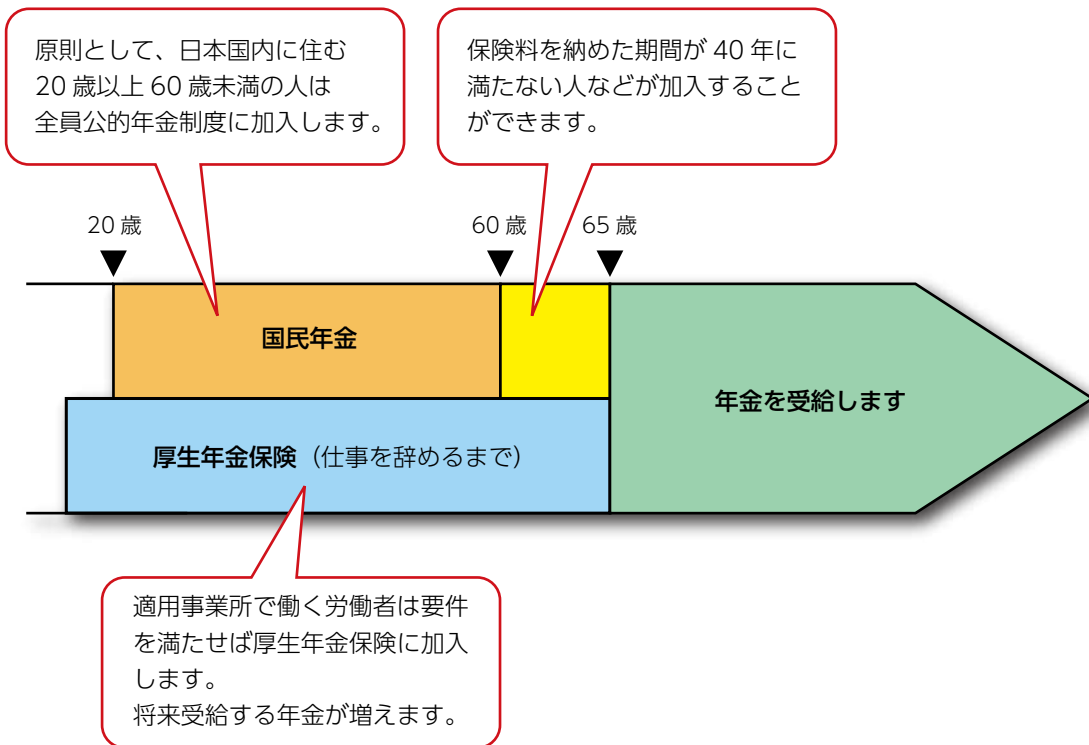 原則として、日本国内に住む
20 歳以上 60 歳未満の人は
全員公的年金制度に加入します。
保険料を納めた期間が 40 年に
満たない人などが加入すること
ができます。
20 歳
60 歳
65 歳
国民年金
年金を受給します
厚生年金保険（仕事を辞めるまで）
適用事業所で働く労働者は要件
を満たせば厚生年金保険に加入
します。
将来受給する年金が増えます。